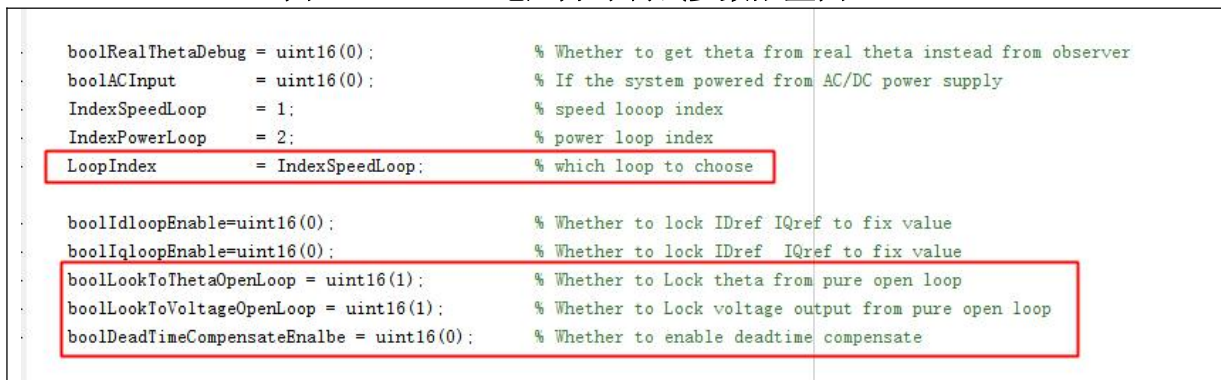 boolRealThetaDebug = uint16(0); % Whether to get theta from real theta instead from observer
boolACInput = uint16(0); % If the system powered from AC/DC power supply
IndexSpeedLoop = 1; % speed looop index
IndexPowerLoop = 2; % power loop index
LoopIndex = IndexSpeedLoop; % which loop to choose
boolIdloopEnable=uint16(0); % Whether to lock IDref IQref to fix value
boolIqloopEnable=uint16(0); % Whether to lock IDref IQref to fix value
boolLookToThetaOpenLoop = uint16(1); % Whether to Lock theta from pure open loop
boolLookToVoltageOpenLoop = uint16(1); % Whether to Lock voltage output from pure open loop
boolDeadTimeCompensateEnalbe = uint16(0); % Whether to enable deadtime compensate